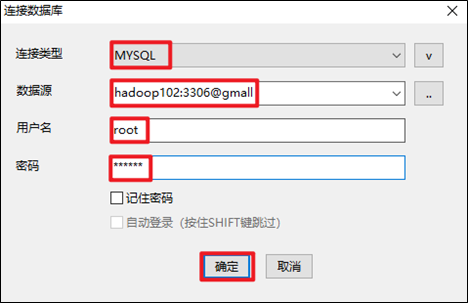 连接数据库
连接类型 MYSQL v
数据源 hadoop102:3306@gmall ..
用户名 root
密码 ******
记住密码
自动登录（按住SHIFT键跳过）
确定 取消